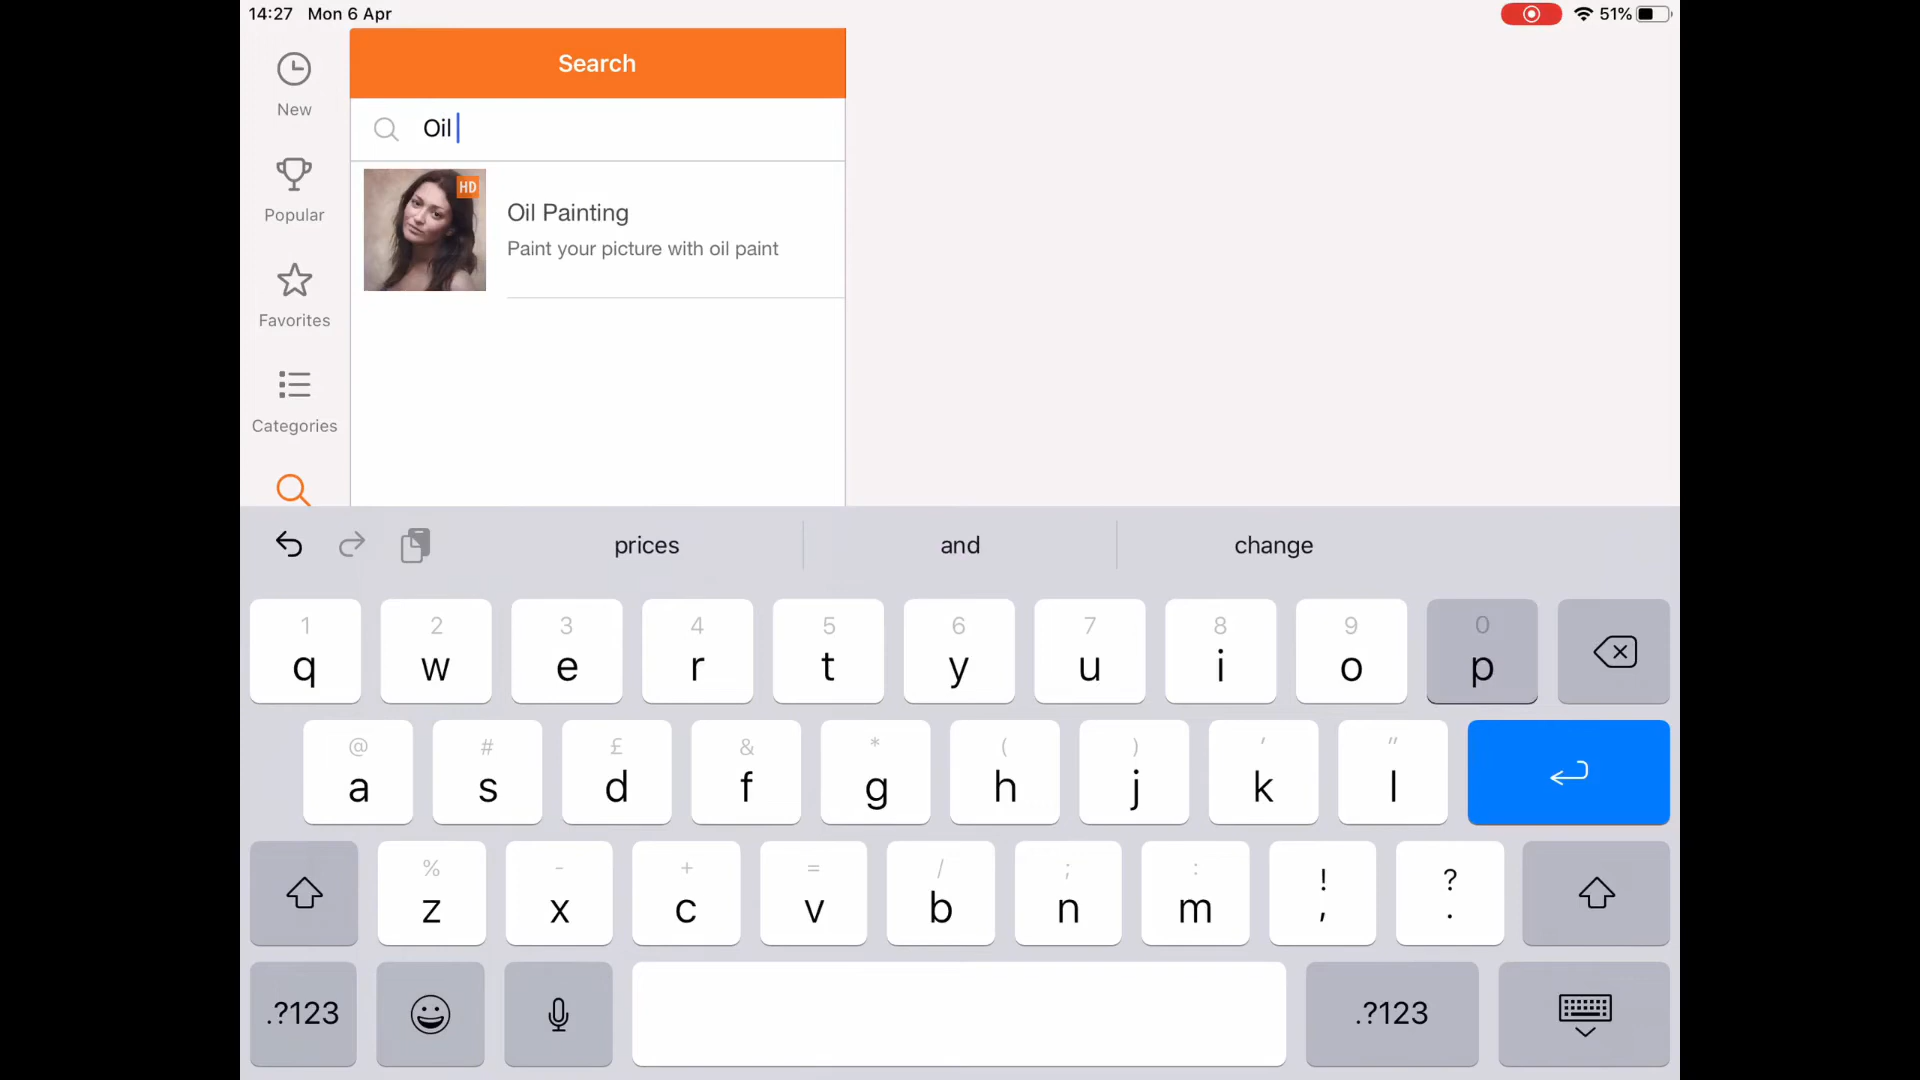 14:27 Mon 6 Apr
51%
New
Popular
Favorites
Categories
Search
Oil
HD
Oil Painting
Paint your picture with oil paint
prices and change
1 2 3 4 5 6 7 8 9 0
q w e r t y u i o p
@ # £ & * ( ) ' "
a s d f g h j k l
% - + = / ; : ! ?
z x c v b n m , .
.?123 .?123